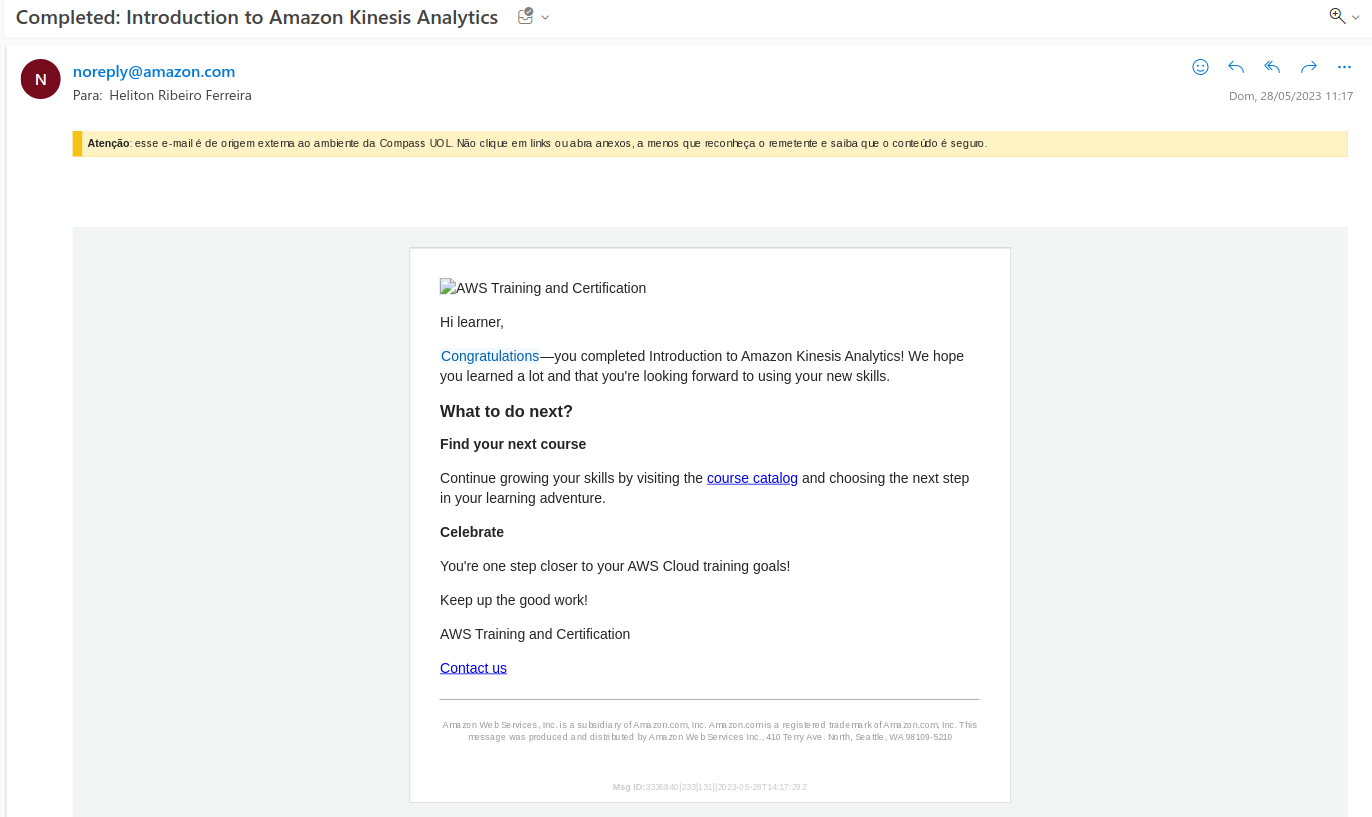 Completed: Introduction to Amazon Kinesis Analytics
N
noreply@amazon.com
Para: Heliton Ribeiro Ferreira
Dom, 28/05/2023 11:17
Atenção: esse e-mail é de origem externa ao ambiente da Compass UOL. Não clique em links ou abra anexos, a menos que reconheça o remetente e saiba que o conteúdo é seguro.
AWS Training and Certification
Hi learner,
Congratulations—you completed Introduction to Amazon Kinesis Analytics! We hope
you learned a lot and that you're looking forward to using your new skills.
What to do next?
Find your next course
Continue growing your skills by visiting the course catalog and choosing the next step
in your learning adventure.
Celebrate
You're one step closer to your AWS Cloud training goals!
Keep up the good work!
AWS Training and Certification
Contact us
Amazon Web Services, Inc. is a subsidiary of Amazon.com, Inc. Amazon.com is a registered trademark of Amazon.com, Inc. This
message was produced and distributed by Amazon Web Services Inc., 410 Terry Ave. North, Seattle, WA 98109-5210
Msg ID:3336840|233|131||2023-05-28T14:17:29Z